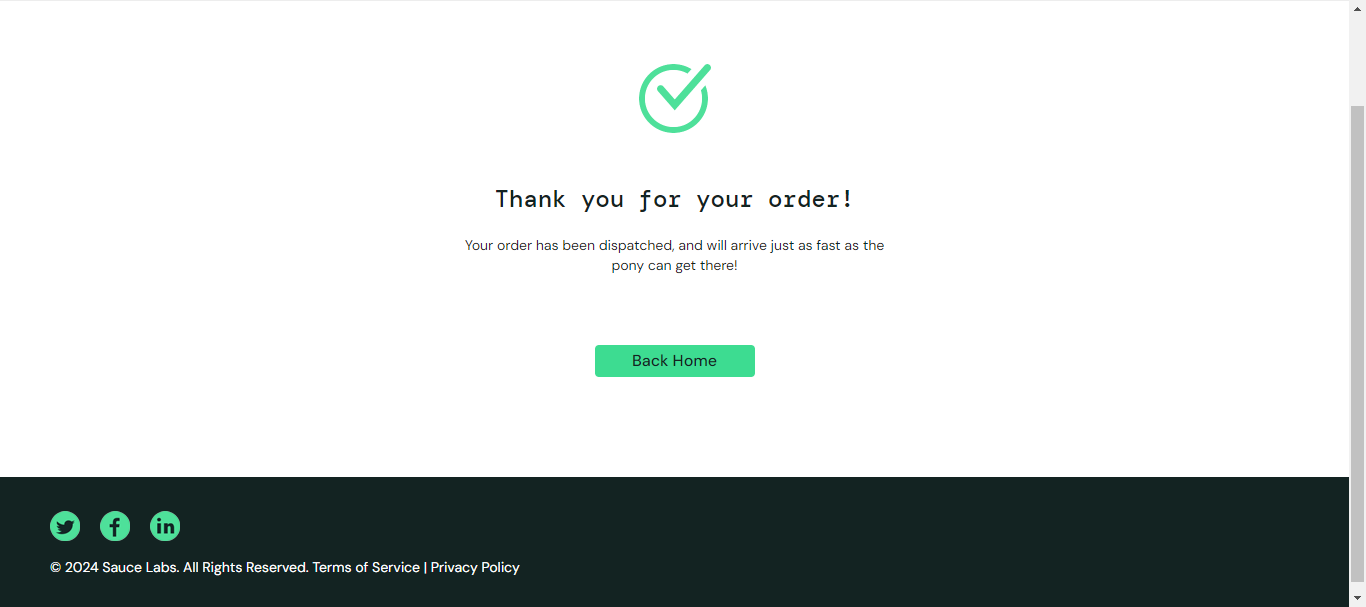 Thank you for your order!
Your order has been dispatched, and will arrive just as fast as the
pony can get there!
Back Home
© 2024 Sauce Labs. All Rights Reserved. Terms of Service | Privacy Policy